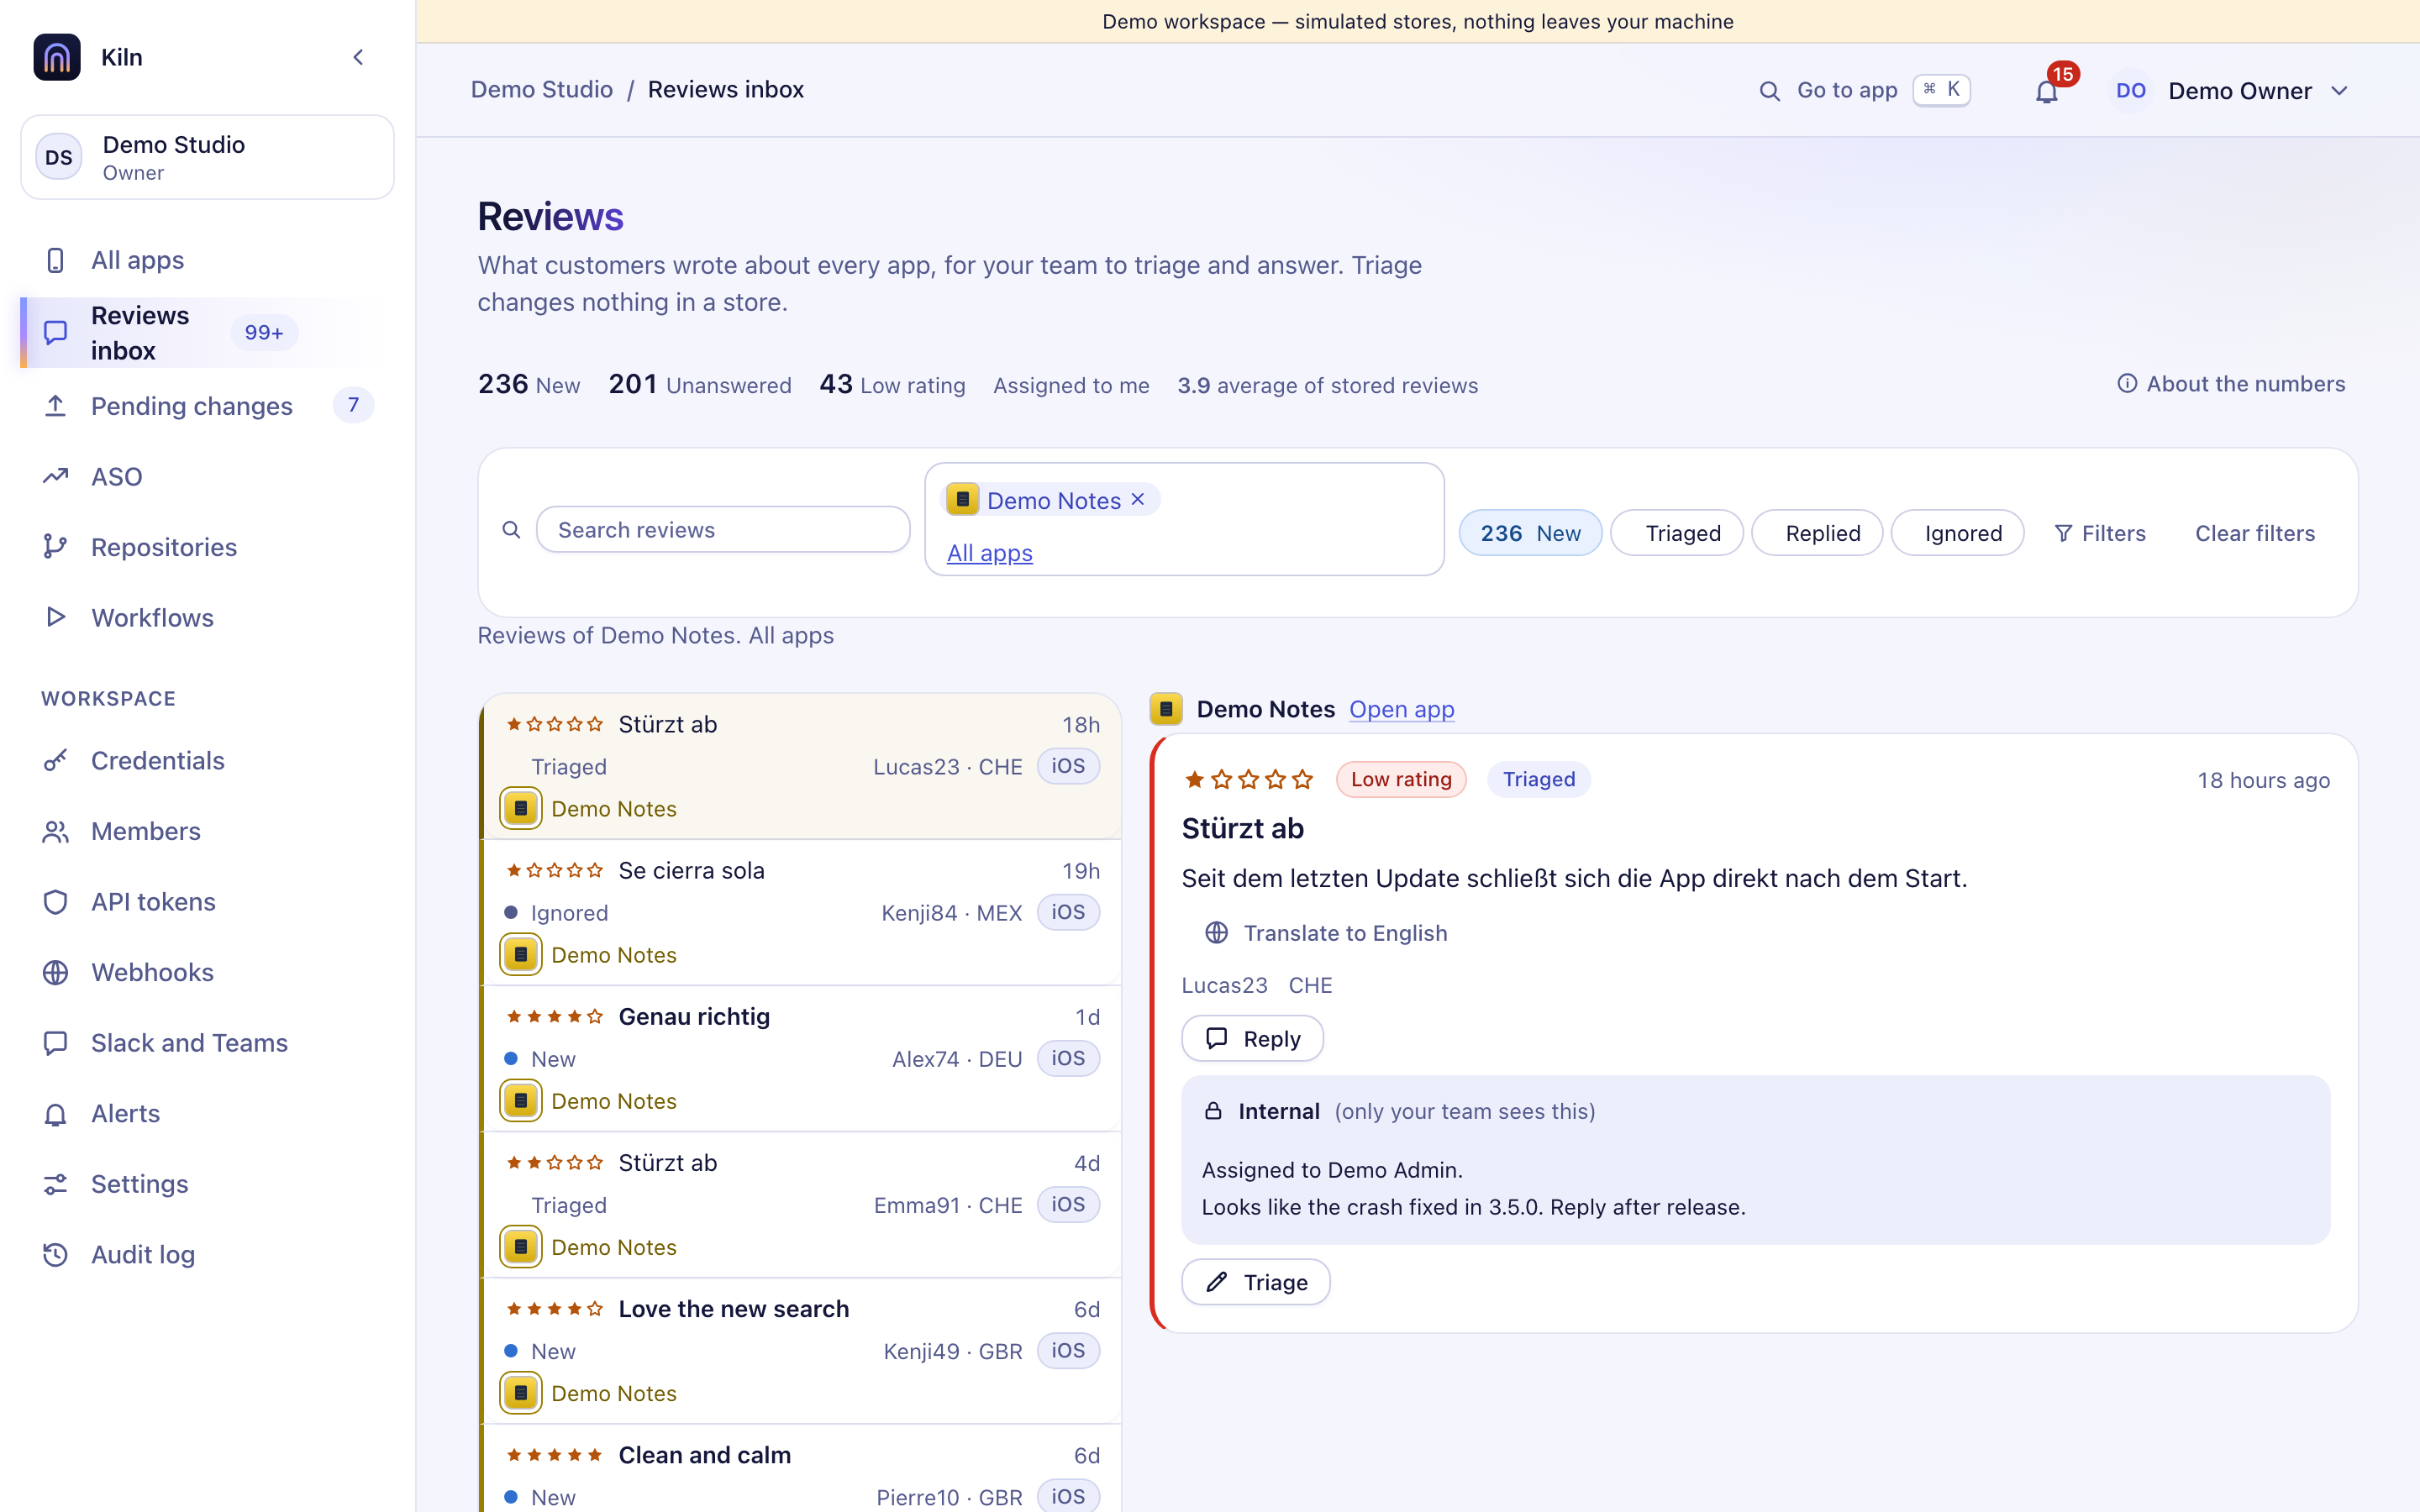 Demo workspace — simulated stores, nothing leaves your machine
Kiln
DS
Demo Studio
Owner
All apps
Reviews
inbox
99+
Pending changes
7
ASO
Repositories
Workflows
WORKSPACE
Credentials
Members
API tokens
Webhooks
Slack and Teams
Alerts
Settings
Audit log
Demo Studio / Reviews inbox
Go to app ⌘ K
15
DO
Demo Owner
Reviews
What customers wrote about every app, for your team to triage and answer. Triage
changes nothing in a store.
236 New 201 Unanswered 43 Low rating Assigned to me 3.9 average of stored reviews
About the numbers
Search reviews
Demo Notes ×
All apps
236 New
Triaged
Replied
Ignored
Filters
Clear filters
Reviews of Demo Notes. All apps
Stürzt ab 18h
Triaged Lucas23 · CHE iOS
Demo Notes
Se cierra sola 19h
Ignored Kenji84 · MEX iOS
Demo Notes
Genau richtig 1d
New Alex74 · DEU iOS
Demo Notes
Stürzt ab 4d
Triaged Emma91 · CHE iOS
Demo Notes
Love the new search 6d
New Kenji49 · GBR iOS
Demo Notes
Clean and calm 6d
New Pierre10 · GBR iOS
Demo Notes Open app
Low rating Triaged 18 hours ago
Stürzt ab
Seit dem letzten Update schließt sich die App direkt nach dem Start.
Translate to English
Lucas23 CHE
Reply
Internal (only your team sees this)
Assigned to Demo Admin.
Looks like the crash fixed in 3.5.0. Reply after release.
Triage